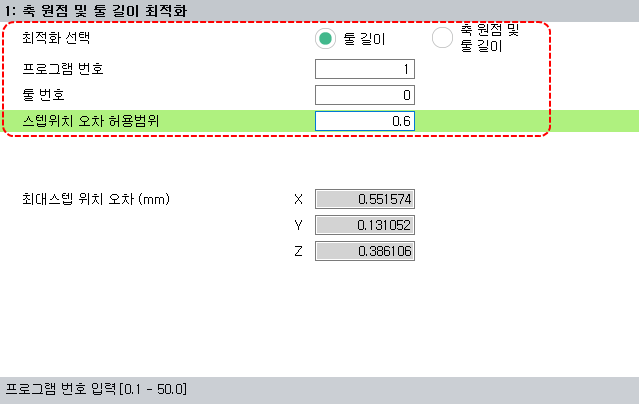 1: 축 원점 및 툴 길이 최적화
최적화 선택
툴 길이
축 원점 및
툴 길이
프로그램 번호 1
툴 번호 0
스텝위치 오차 허용범위 0.6
최대스텝 위치 오차 (mm) X 0.551574
Y 0.131052
Z 0.386106
프로그램 번호 입력[0.1 - 50.0]